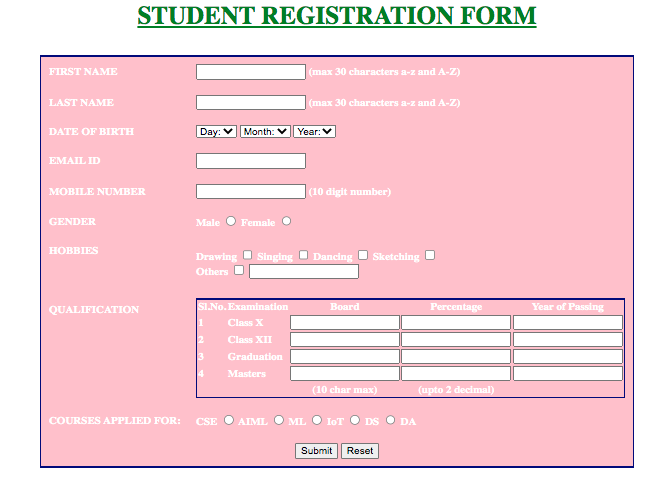 STUDENT REGISTRATION FORM
FIRST NAME (max 30 characters a-z and A-Z)
LAST NAME (max 30 characters a-z and A-Z)
DATE OF BIRTH Day: Month: Year:
EMAIL ID
MOBILE NUMBER (10 digit number)
GENDER Male Female
HOBBIES
Drawing Singing Dancing Sketching
Others
QUALIFICATION
Sl.No. Examination Board Percentage Year of Passing
1 Class X
2 Class XII
3 Graduation
4 Masters
(10 char max) (upto 2 decimal)
COURSES APPLIED FOR: CSE AIML ML IoT DS DA
Submit Reset